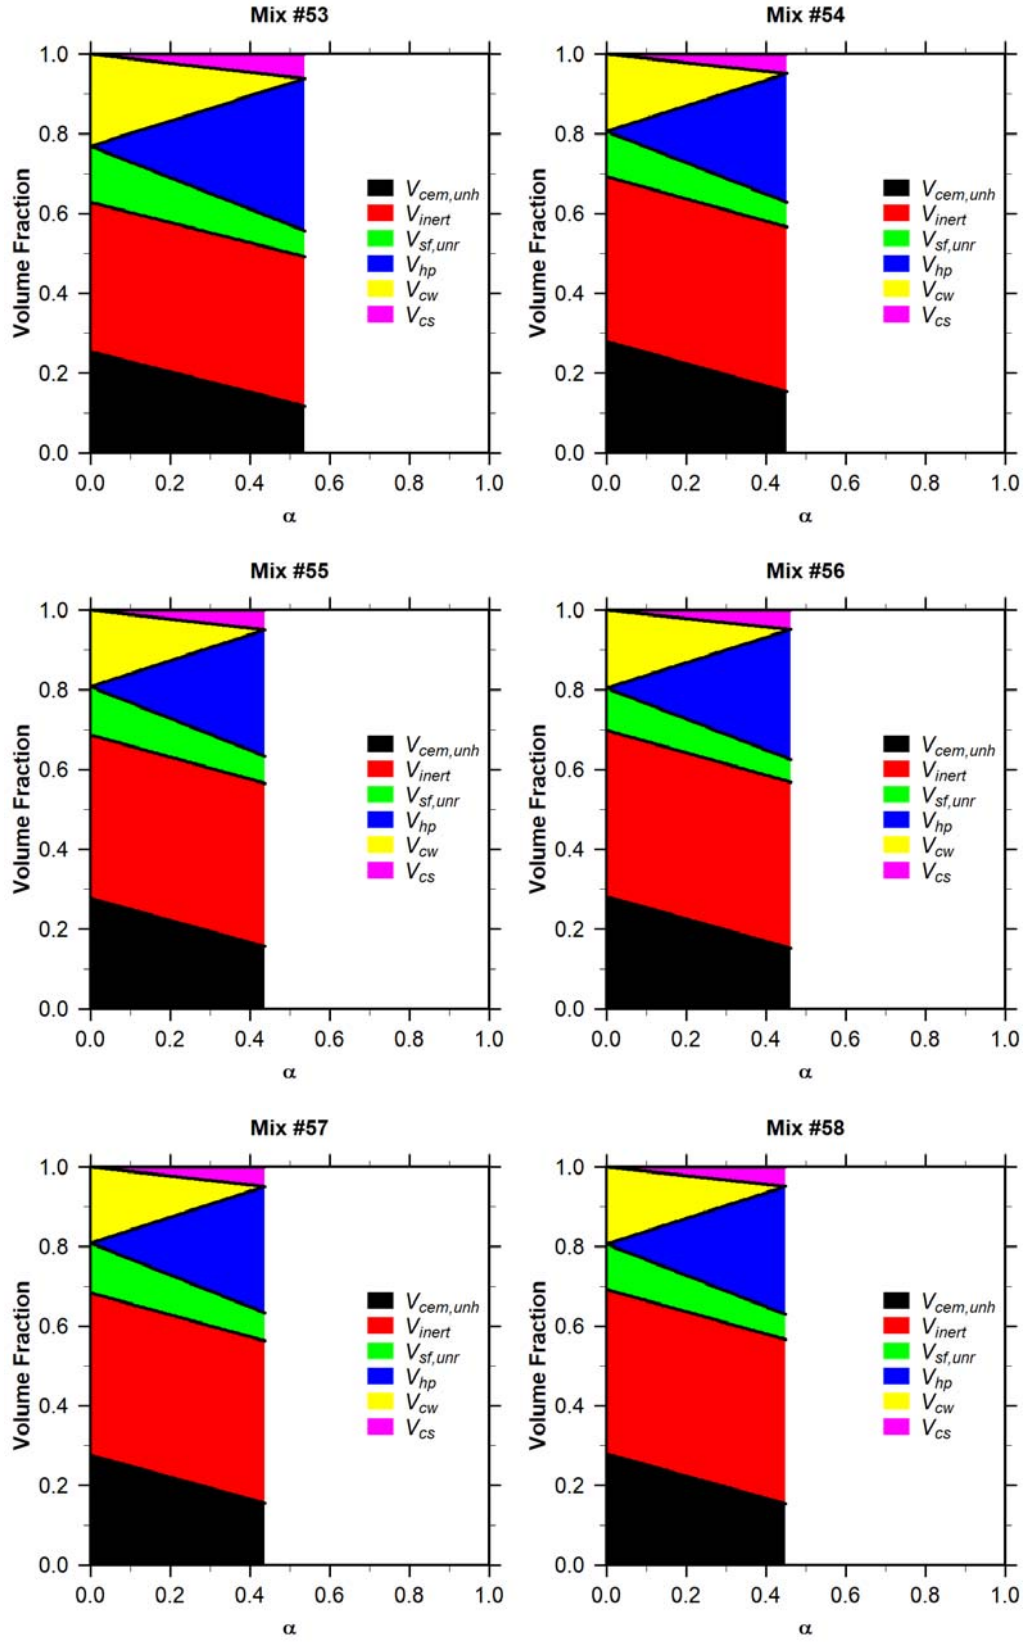 Mix #53
Volume Fraction
1.0
0.8
0.6
0.4
0.2
0.0
0.0 0.2 0.4 0.6 0.8 1.0
α
V_cem,unh
V_inert
V_sf,unr
V_hp
V_cw
V_cs
Mix #54
Volume Fraction
1.0
0.8
0.6
0.4
0.2
0.0
0.0 0.2 0.4 0.6 0.8 1.0
α
V_cem,unh
V_inert
V_sf,unr
V_hp
V_cw
V_cs
Mix #55
Volume Fraction
1.0
0.8
0.6
0.4
0.2
0.0
0.0 0.2 0.4 0.6 0.8 1.0
α
V_cem,unh
V_inert
V_sf,unr
V_hp
V_cw
V_cs
Mix #56
Volume Fraction
1.0
0.8
0.6
0.4
0.2
0.0
0.0 0.2 0.4 0.6 0.8 1.0
α
V_cem,unh
V_inert
V_sf,unr
V_hp
V_cw
V_cs
Mix #57
Volume Fraction
1.0
0.8
0.6
0.4
0.2
0.0
0.0 0.2 0.4 0.6 0.8 1.0
α
V_cem,unh
V_inert
V_sf,unr
V_hp
V_cw
V_cs
Mix #58
Volume Fraction
1.0
0.8
0.6
0.4
0.2
0.0
0.0 0.2 0.4 0.6 0.8 1.0
α
V_cem,unh
V_inert
V_sf,unr
V_hp
V_cw
V_cs